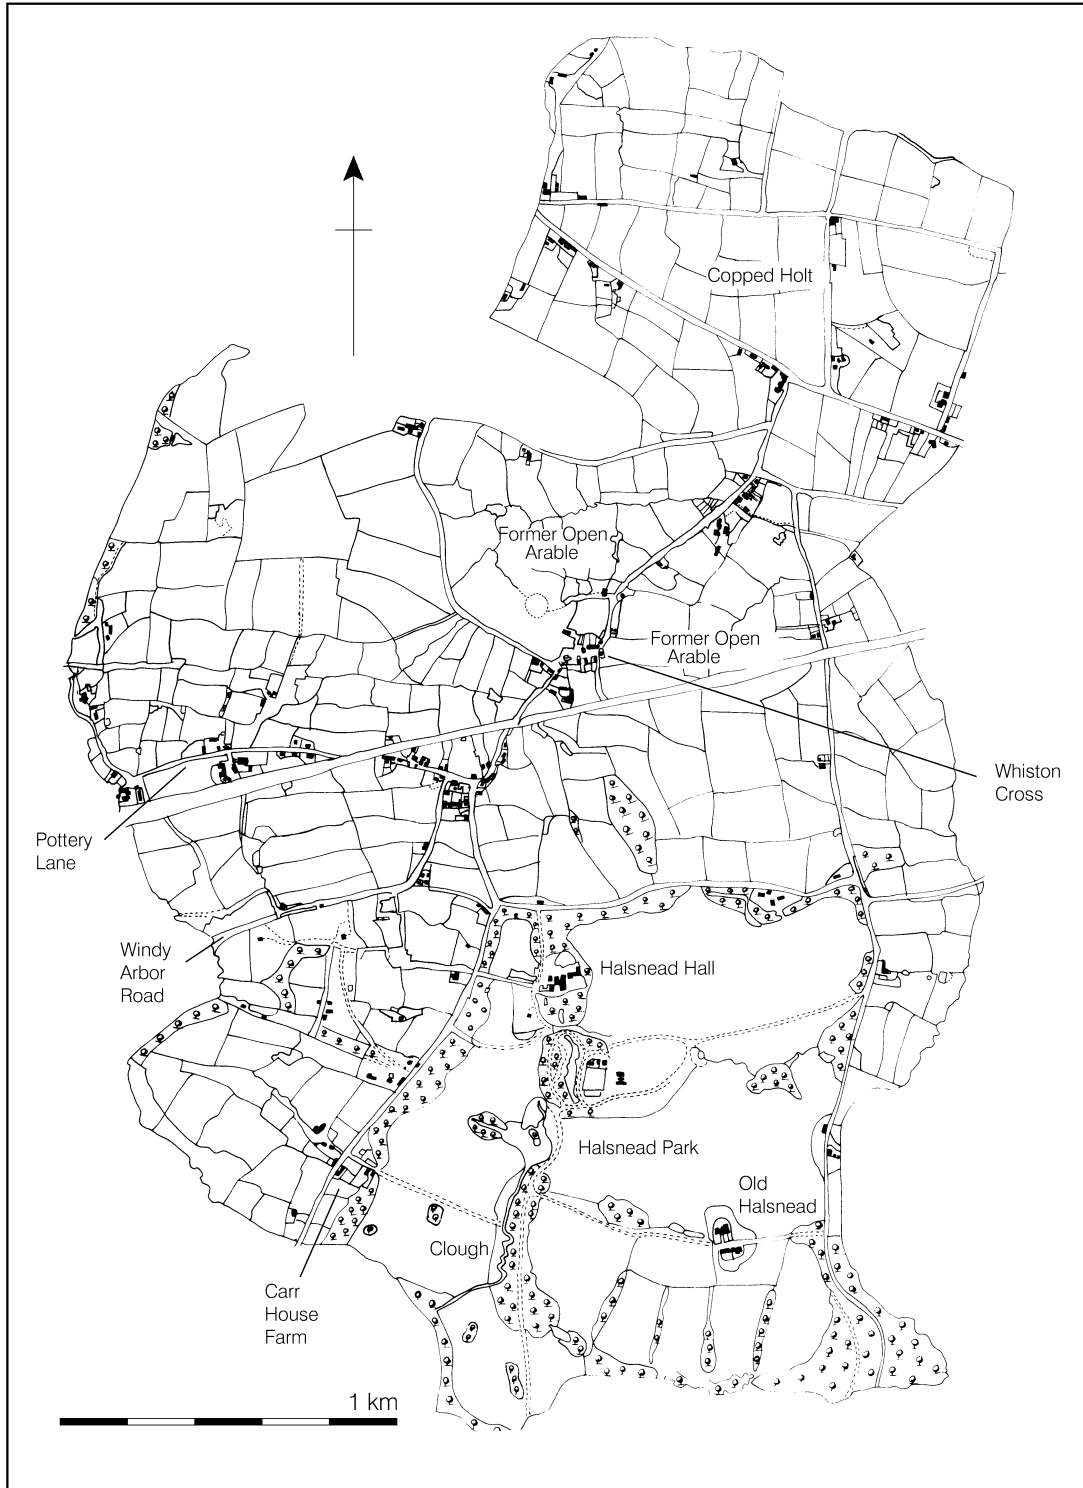 Copped Holt
Former Open
Arable
Former Open
Arable
Whiston
Cross
Pottery
Lane
Windy
Arbor
Road
Halsnead Hall
Halsnead Park
Old
Halsnead
Clough
Carr
House
Farm
1 km